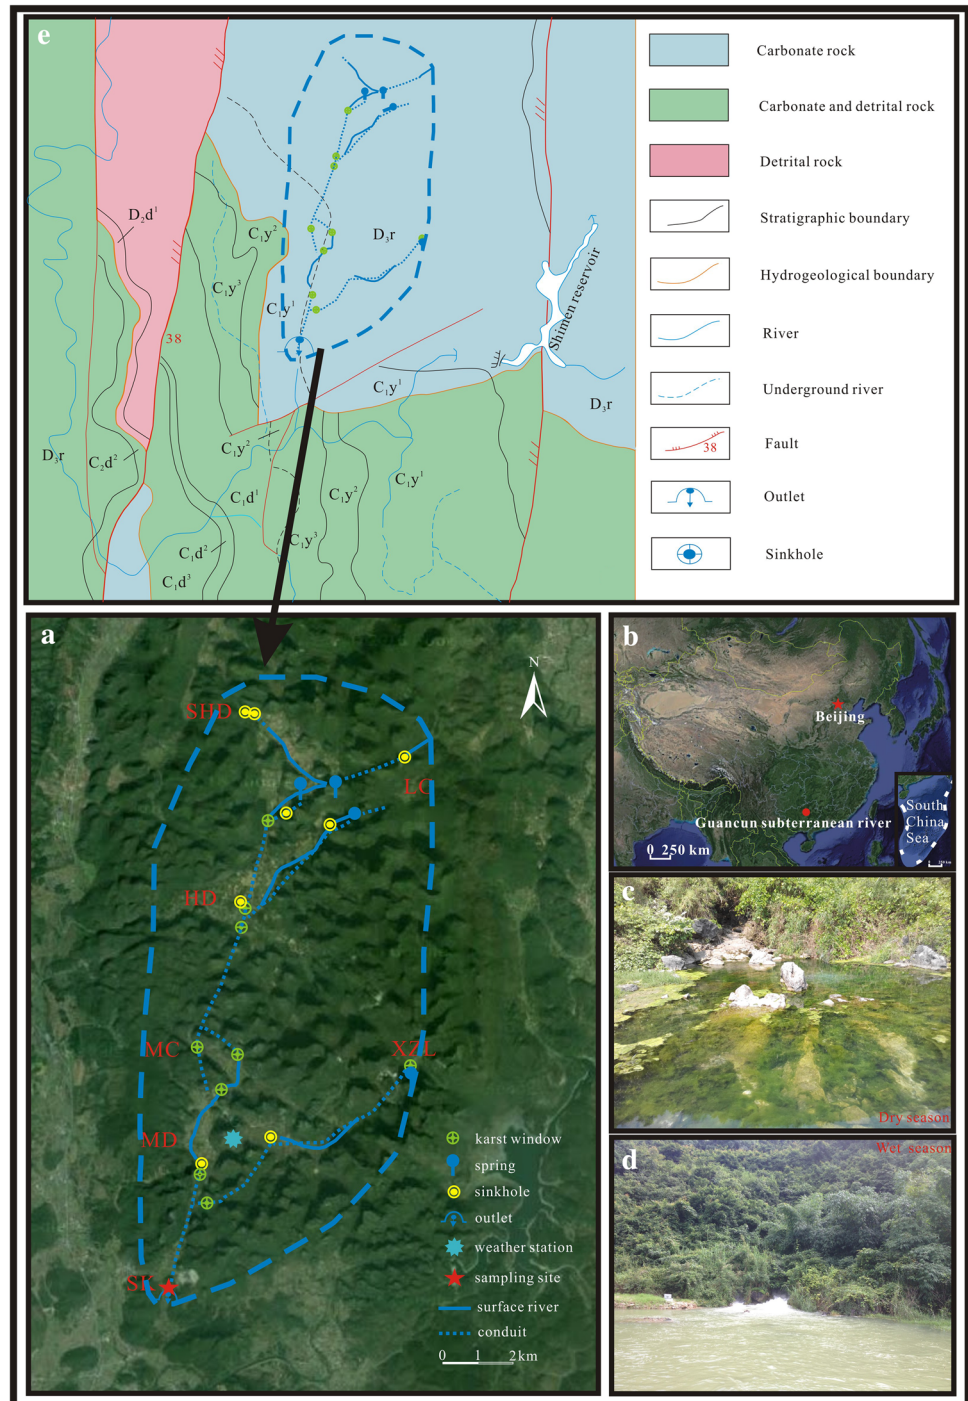 e
D₂d¹
C₁y²
C₁y³
C₁y¹
D₃r
38
Shimen reservoir
C₁y¹
D₃r
D₃r
C₂d²
C₁y²
C₁d¹
C₁y²
C₁y¹
C₁y³
C₁d²
C₁d³
Carbonate rock
Carbonate and detrital rock
Detrital rock
Stratigraphic boundary
Hydrogeological boundary
River
Underground river
Fault
38
Outlet
Sinkhole
a
N
SHD
LC
HD
MC
XZL
MD
SK
karst window
spring
sinkhole
outlet
weather station
sampling site
surface river
conduit
0 1 2km
b
Beijing
Guancun subterranean river
0 250 km
South
China
Sea
c
Dry season
d
Wet season